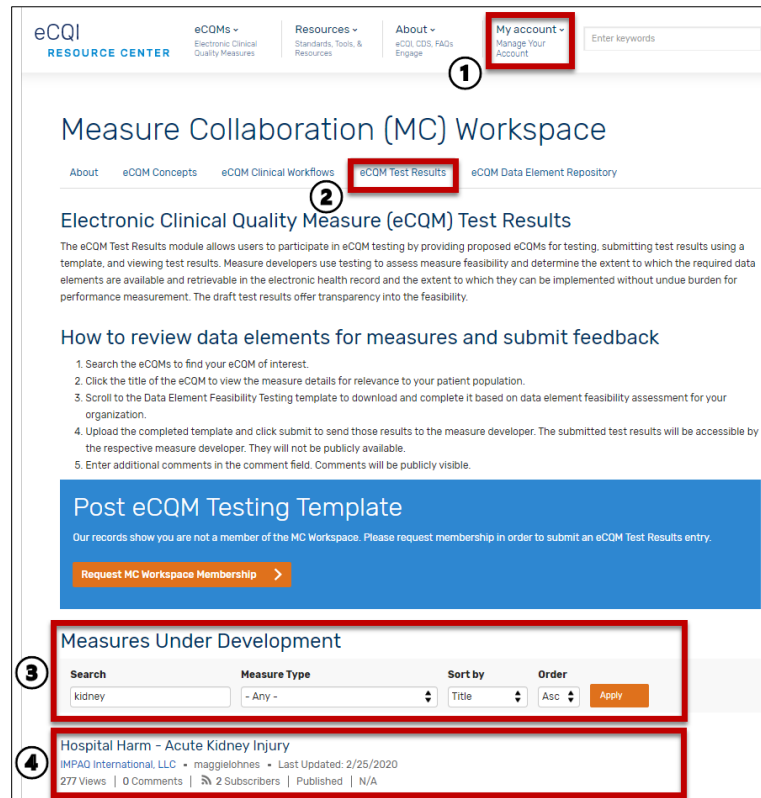 eCQI
RESOURCE CENTER
eCQMs
Electronic Clinical
Quality Measures
Resources
Standards, Tools, &
Resources
About
eCQI, CDS, FAQs
Engage
My account
Manage Your
Account
Enter keywords
1
Measure Collaboration (MC) Workspace
About eCQM Concepts eCQM Clinical Workflows eCQM Test Results eCQM Data Element Repository
2
Electronic Clinical Quality Measure (eCQM) Test Results
The eCQM Test Results module allows users to participate in eCQM testing by providing proposed eCQMs for testing, submitting test results using a
template, and viewing test results. Measure developers use testing to assess measure feasibility and determine the extent to which the required data
elements are available and retrievable in the electronic health record and the extent to which they can be implemented without undue burden for
performance measurement. The draft test results offer transparency into the feasibility.
How to review data elements for measures and submit feedback
1. Search the eCQMs to find your eCQM of interest.
2. Click the title of the eCQM to view the measure details for relevance to your patient population.
3. Scroll to the Data Element Feasibility Testing template to download and complete it based on data element feasibility assessment for your
organization.
4. Upload the completed template and click submit to send those results to the measure developer. The submitted test results will be accessible by
the respective measure developer. They will not be publicly available.
5. Enter additional comments in the comment field. Comments will be publicly visible.
Post eCQM Testing Template
Our records show you are not a member of the MC Workspace. Please request membership in order to submit an eCQM Test Results entry.
Request MC Workspace Membership
Measures Under Development
3
Search Measure Type Sort by Order
kidney - Any - Title Asc Apply
Hospital Harm - Acute Kidney Injury
4
IMPAQ International, LLC • maggielohnes • Last Updated: 2/25/2020
277 Views | 0 Comments | 2 Subscribers | Published | N/A